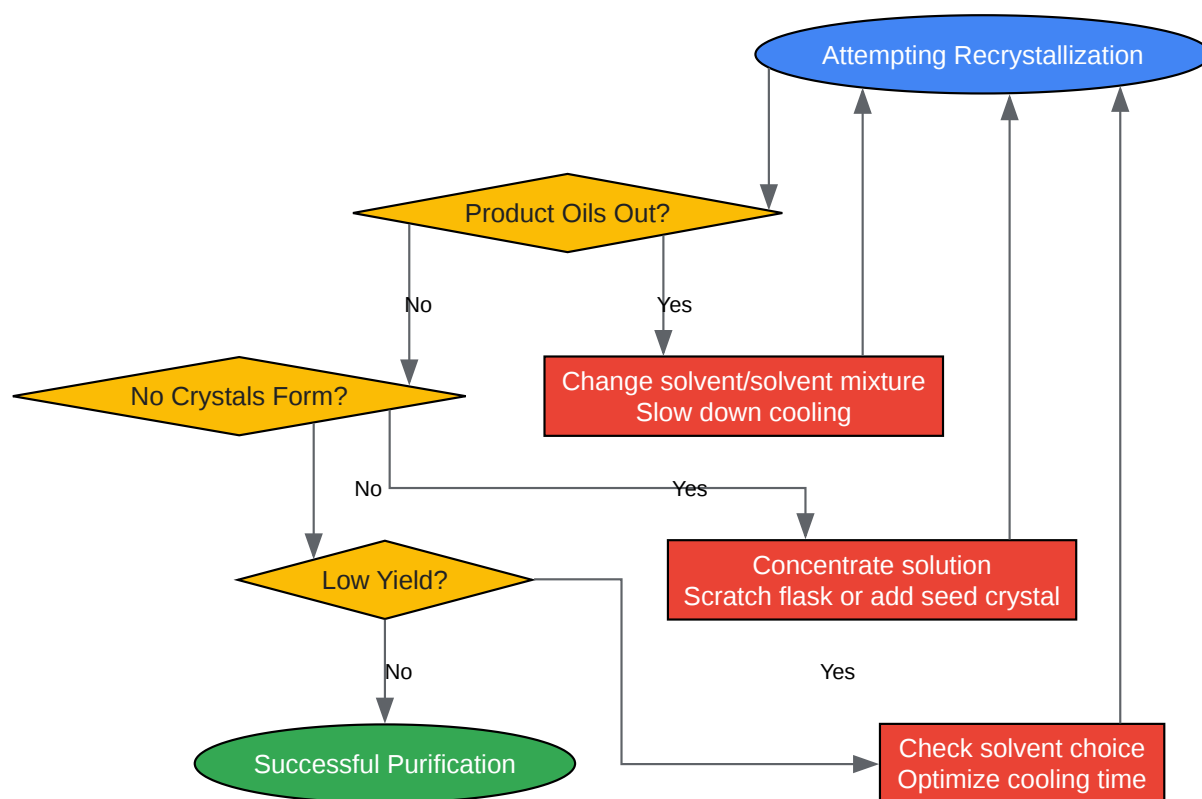 Attempting Recrystallization
Product Oils Out?
No
Yes
Change solvent/solvent mixture
Slow down cooling
No Crystals Form?
No
Yes
Concentrate solution
Scratch flask or add seed crystal
Low Yield?
No
Yes
Successful Purification
Check solvent choice
Optimize cooling time